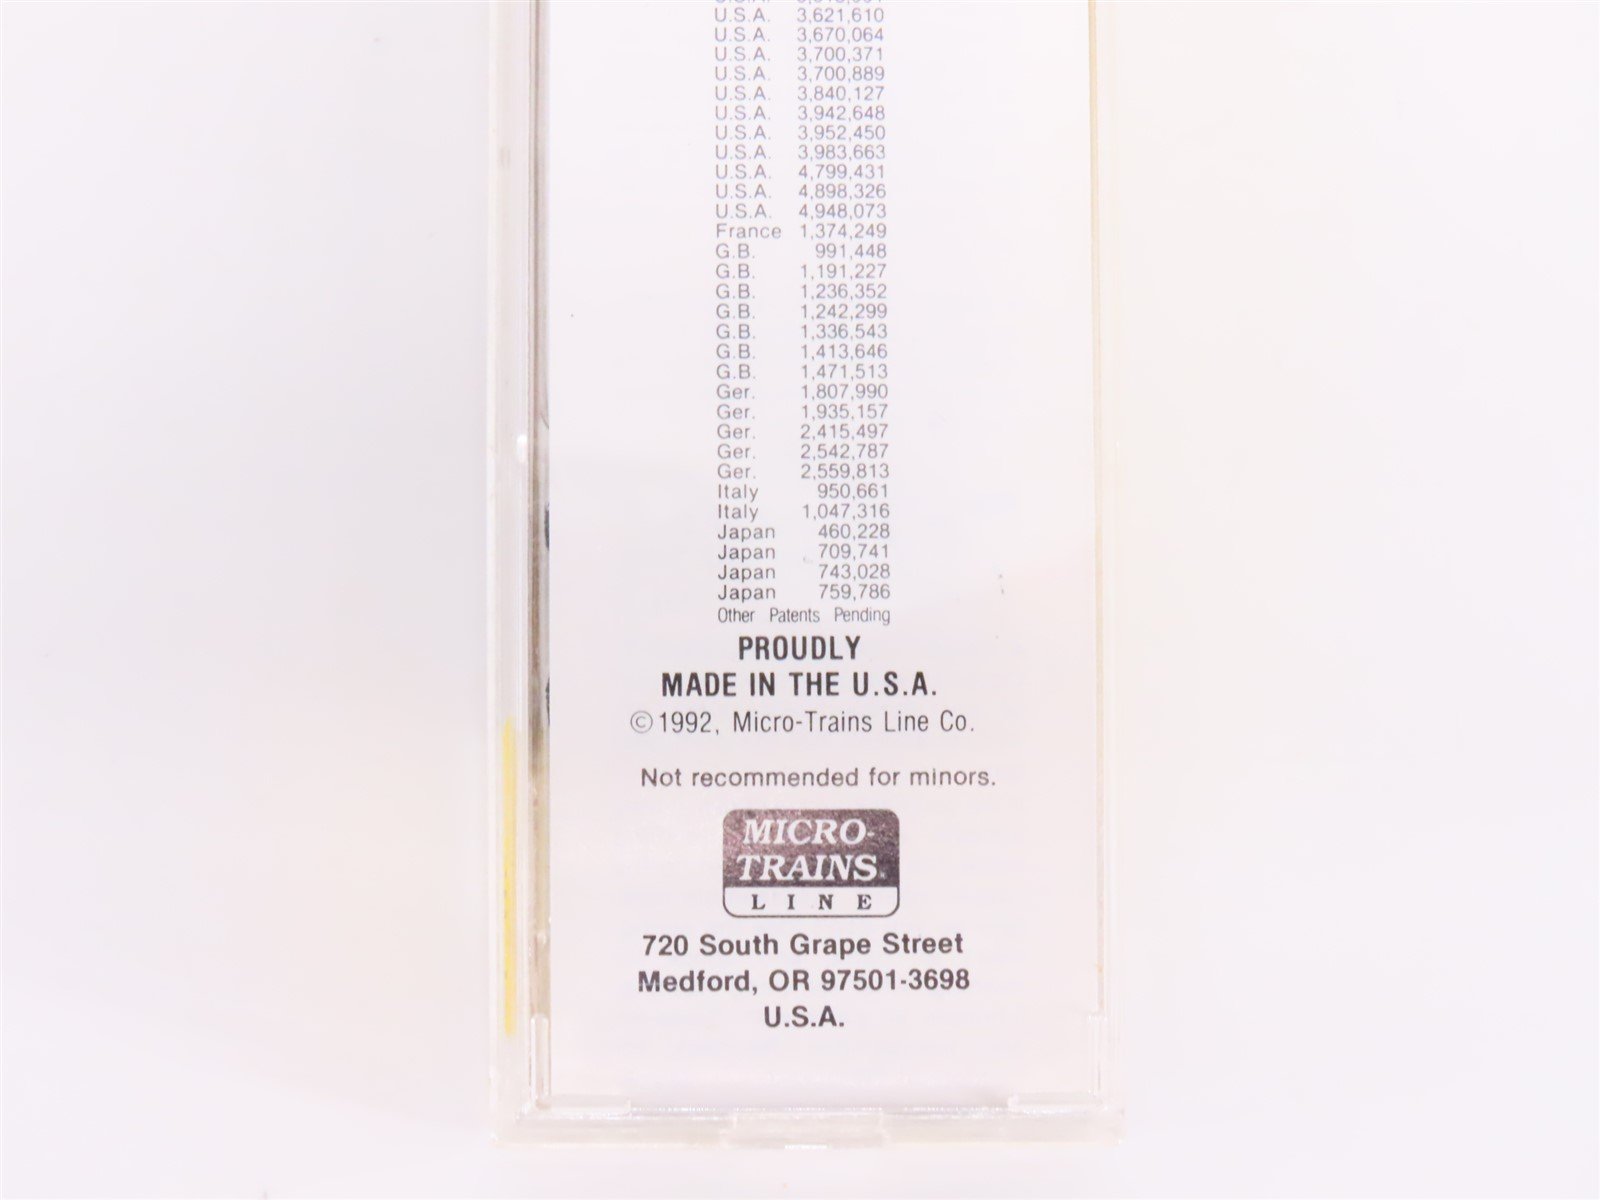 U.S.A. 3,621,610
U.S.A. 3,670,064
U.S.A. 3,700,371
U.S.A. 3,700,889
U.S.A. 3,840,127
U.S.A. 3,942,648
U.S.A. 3,952,450
U.S.A. 3,983,663
U.S.A. 4,799,431
U.S.A. 4,898,326
U.S.A. 4,948,073
France 1,374,249
G.B. 991,448
G.B. 1,191,227
G.B. 1,236,352
G.B. 1,242,299
G.B. 1,336,543
G.B. 1,413,646
G.B. 1,471,513
Ger. 1,807,990
Ger. 1,935,157
Ger. 2,415,497
Ger. 2,542,787
Ger. 2,559,813
Italy 950,661
Italy 1,047,316
Japan 460,228
Japan 709,741
Japan 743,028
Japan 759,786
Other Patents Pending
PROUDLY
MADE IN THE U.S.A.
©1992, Micro-Trains Line Co.
Not recommended for minors.
MICRO-
TRAINS®
LINE
720 South Grape Street
Medford, OR 97501-3698
U.S.A.